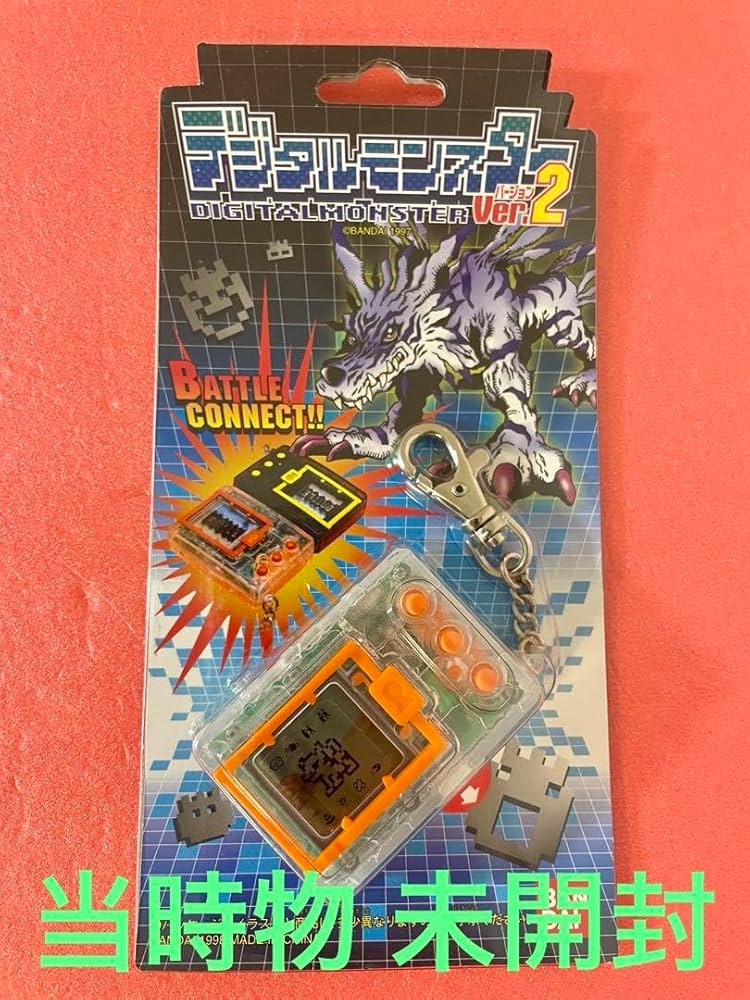 デジタルモンスター
DIGITALMONSTER
バージョン
Ver.2
©BANDAI 1997
BATTLE
CONNECT!!
当時物 未開封